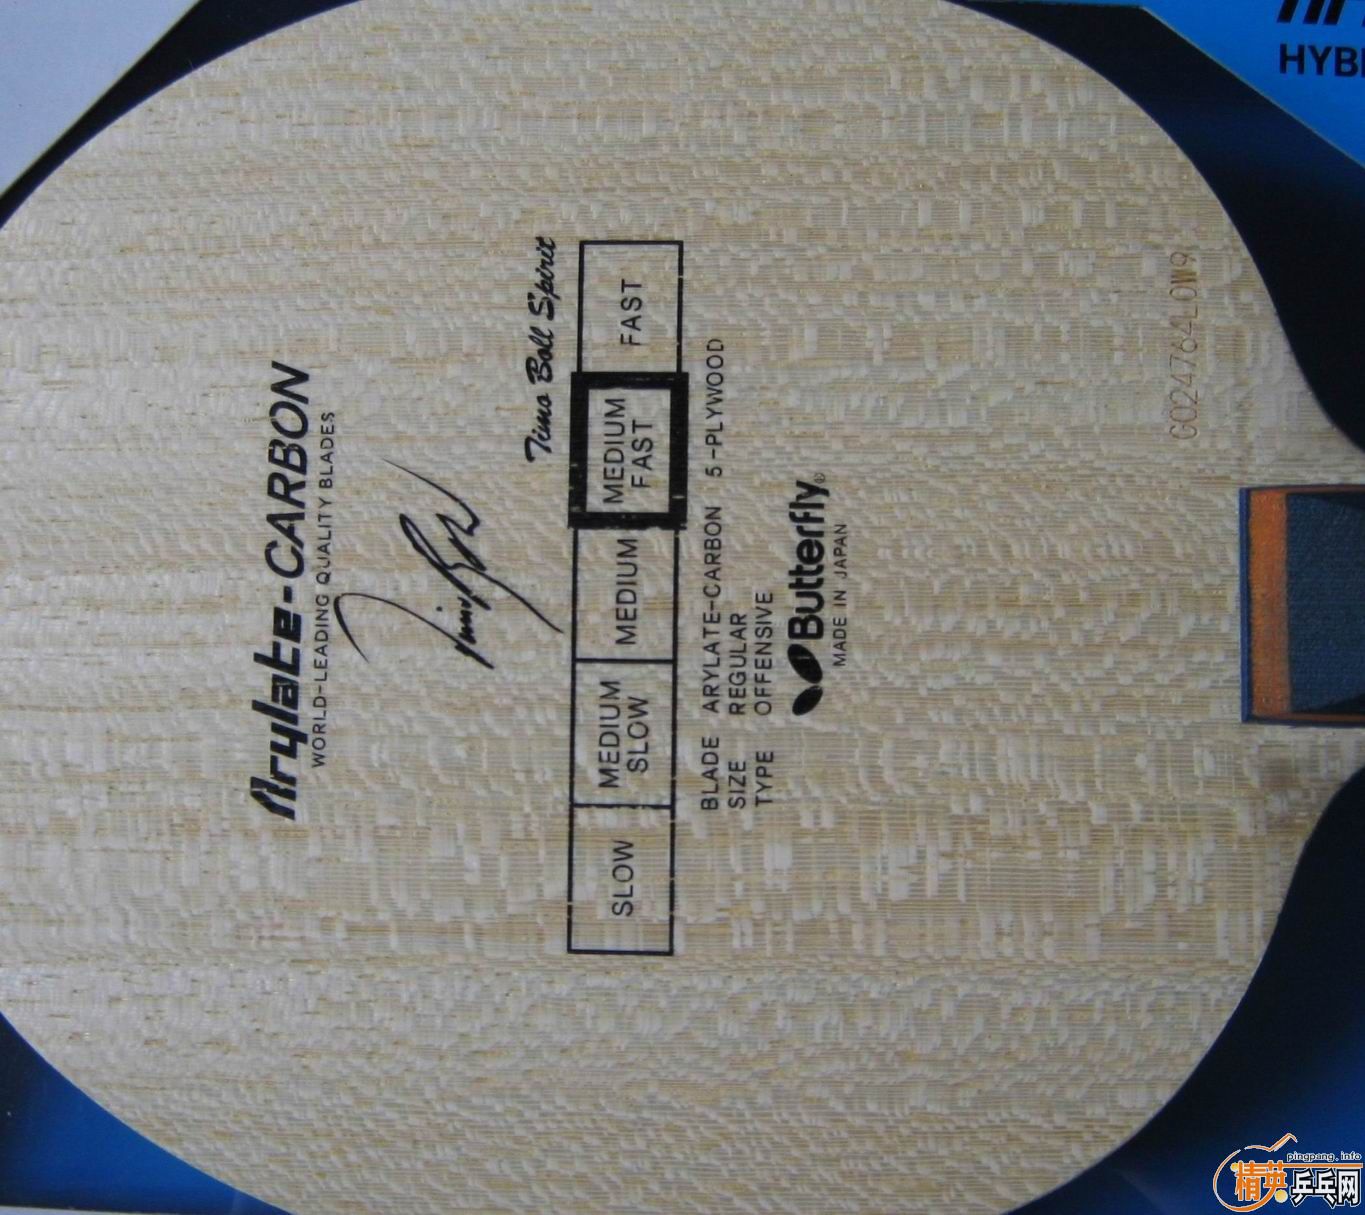 Arylate-CARBON
WORLD-LEADING QUALITY BLADES
Timo Boll Spirit
SLOW
MEDIUM SLOW
MEDIUM
MEDIUM FAST
FAST
BLADE ARYLATE-CARBON 5-PLYWOOD
SIZE REGULAR
TYPE OFFENSIVE
Butterfly®
MADE IN JAPAN
G024764LOW9
pingpang.info
精英乒乓网